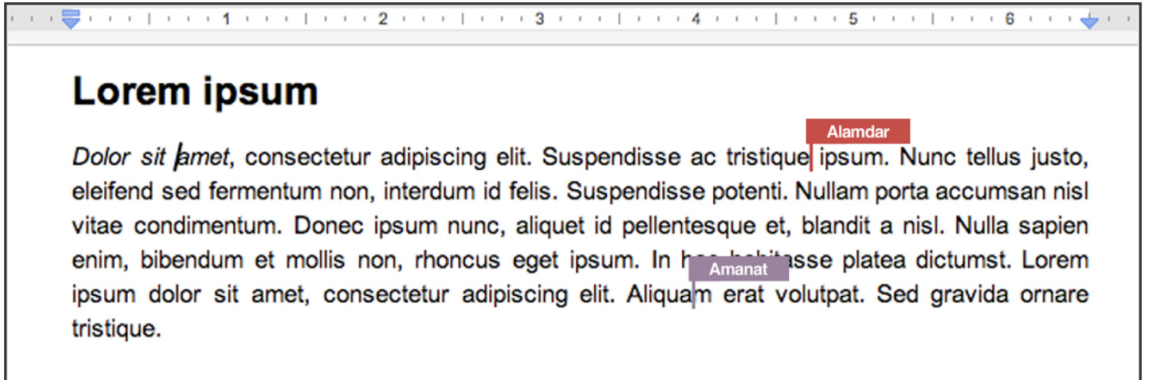 1 2 3 4 5 6
Lorem ipsum
Alamdar
Dolor sit amet, consectetur adipiscing elit. Suspendisse ac tristique ipsum. Nunc tellus justo,
eleifend sed fermentum non, interdum id felis. Suspendisse potenti. Nullam porta accumsan nisl
vitae condimentum. Donec ipsum nunc, aliquet id pellentesque et, blandit a nisl. Nulla sapien
enim, bibendum et mollis non, rhoncus eget ipsum. In platea dictumst. Lorem
Amanat
ipsum dolor sit amet, consectetur adipiscing elit. Aliquam erat volutpat. Sed gravida ornare
tristique.